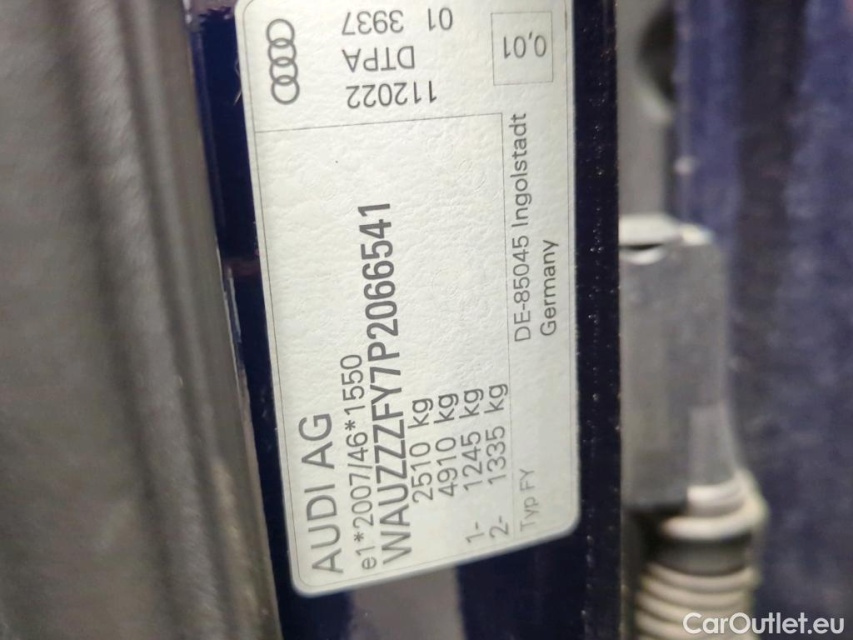 AUDI AG
e1*2007/46*1550
WAUZZZFY7P2066541
2510 kg
4910 kg
1- 1245 kg
2- 1335 kg
Typ FY
DE-85045 Ingolstadt
Germany
112022
DTPA
01 3937
0,01
CarOutlet.eu